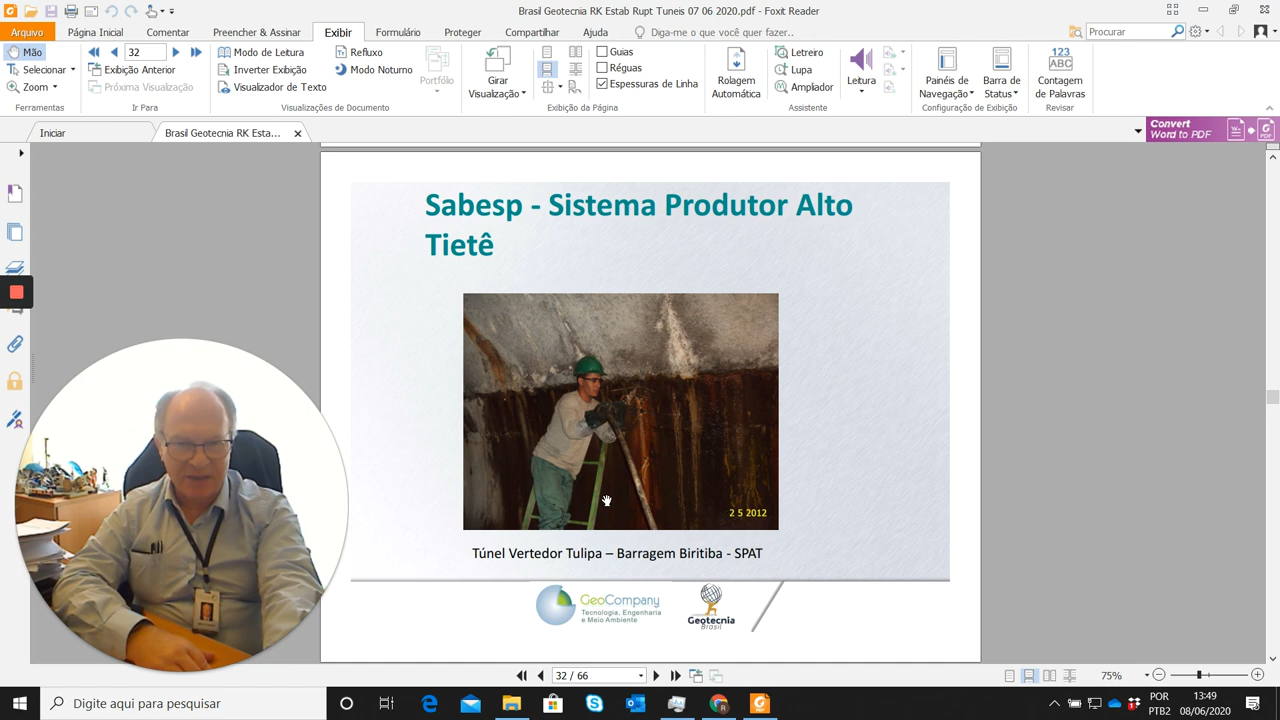 Brasil Geotecnia RK Estab Rupt Tuneis 07 06 2020.pdf - Foxit Reader
Arquivo Página Inicial Comentar Preencher & Assinar Exibir Formulário Proteger Compartilhar Ajuda Diga-me o que você quer fazer.. Procurar
Mão
Selecionar
Zoom
Ferramentas
32
Exibição Anterior
Próxima Visualização
Ir Para
Modo de Leitura
Inverter Exibição
Visualizador de Texto
Refluxo
Modo Noturno
Portfólio
Visualizações de Documento
Girar
Visualização
Guias
Réguas
Espessuras de Linha
Exibição da Página
Rolagem
Automática
Letreiro
Lupa
Ampliador
Assistente
Leitura
Painéis de
Navegação
Barra de
Status
Configuração de Exibição
123
ABC
Contagem
de Palavras
Revisar
Iniciar
Brasil Geotecnia RK Esta...
Convert
Word to PDF
PDF
Sabesp - Sistema Produtor Alto
Tietê
2 5 2012
Túnel Vertedor Tulipa – Barragem Biritiba - SPAT
GeoCompany
Tecnologia, Engenharia
e Meio Ambiente
Geotecnia
Brasil
32 / 66
75%
Digite aqui para pesquisar
POR
PTB2
13:49
08/06/2020